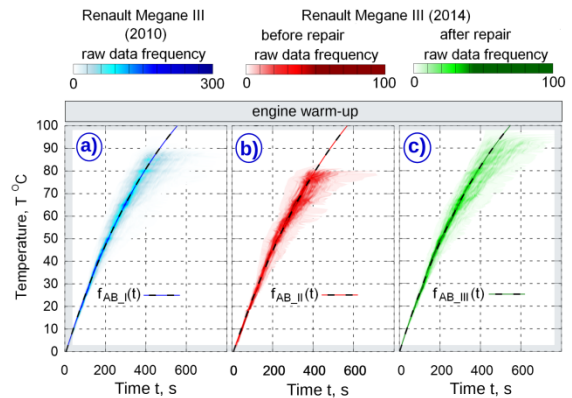 Renault Megane III
(2010)
raw data frequency
0 300
Renault Megane III (2014)
before repair
raw data frequency
0 100
after repair
raw data frequency
0 100
engine warm-up
a) b) c)
Temperature, T °C
100
90
80
70
60
50
40
30
20
10
0
f AB_I(t)
f AB_II(t)
f AB_III(t)
0 200 400 600
0 200 400 600
0 200 400 600
Time t, s
Time t, s
Time t, s